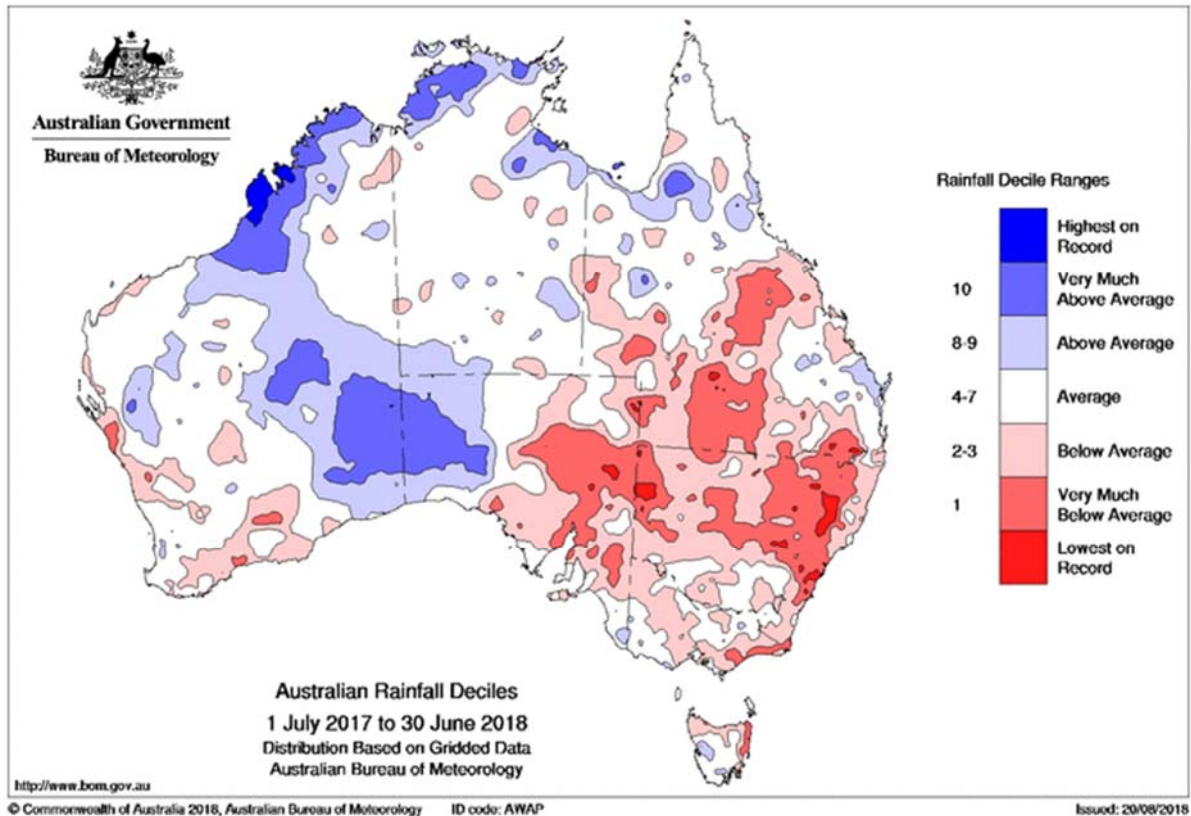 Australian Government
Bureau of Meteorology
Rainfall Decile Ranges
Highest on
Record
10
Very Much
Above Average
8-9
Above Average
4-7
Average
2-3
Below Average
1
Very Much
Below Average
Lowest on
Record
Australian Rainfall Deciles
1 July 2017 to 30 June 2018
Distribution Based on Gridded Data
Australian Bureau of Meteorology
http://www.bom.gov.au
© Commonwealth of Australia 2018, Australian Bureau of Meteorology ID code: AWAP Issued: 20/08/2018